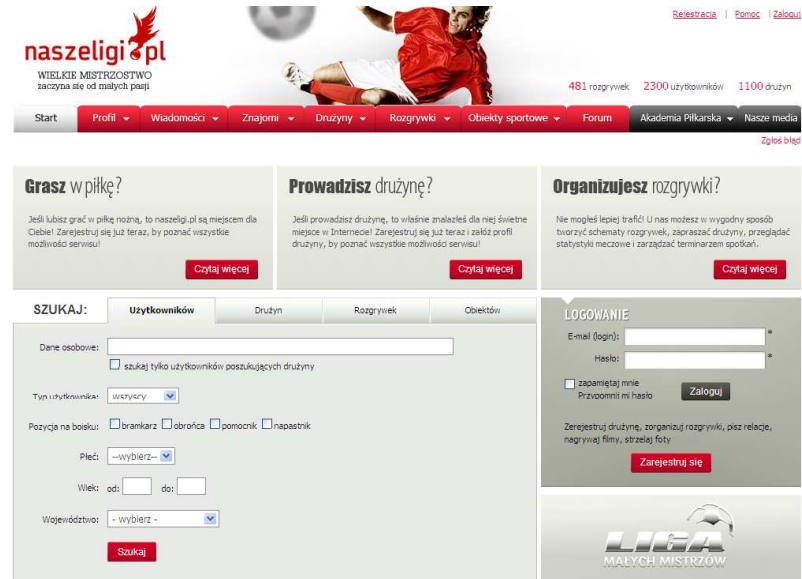 Rejestracja | Pomoc | Zaloguj
naszeligi.pl
WIELKIE MISTRZOSTWO
zaczyna się od małych pasji
481 rozgrywek 2300 użytkowników 1100 drużyn
Start Profil Wiadomości Znajomi Drużyny Rozgrywki Obiekty sportowe Forum Akademia Piłkarska Nasze media
Zgłoś błąd
Grasz w piłkę?
Jeśli lubisz grać w piłkę nożną, to naszeligi.pl są miejscem dla
Ciebie! Zarejestruj się już teraz, by poznać wszystkie
możliwości serwisu!
Czytaj więcej
Prowadzisz drużynę?
Jeśli prowadzisz drużynę, to właśnie znalazłeś dla niej świetne
miejsce w Internecie! Zarejestruj się już teraz i załóż profil
drużyny, by poznać wszystkie możliwości serwisu!
Czytaj więcej
Organizujesz rozgrywki?
Nie mogłeś lepiej trafić! U nas możesz w wygodny sposób
tworzyć schematy rozgrywek, zapraszać drużyny, przeglądać
statystyki meczowe i zarządzać terminarzem spotkań.
Czytaj więcej
SZUKAJ: Użytkowników Drużyn Rozgrywek Obiektów
Dane osobowe:
szukaj tylko użytkowników poszukujących drużyny
Typ użytkownika: wszyscy
Pozycja na boisku: bramkarz obrońca pomocnik napastnik
Płeć: --wybierz--
Wiek: od: do:
Województwo: - wybierz -
Szukaj
LOGOWANIE
E-mail (login): *
Hasło: *
zapamiętaj mnie
Przypomnij mi hasło
Zaloguj
Zerejestruj drużynę, zorganizuj rozgrywki, pisz relacje,
nagrywaj filmy, strzelaj foty
Zarejestruj się
LIGA
MAŁYCH MISTRZÓW